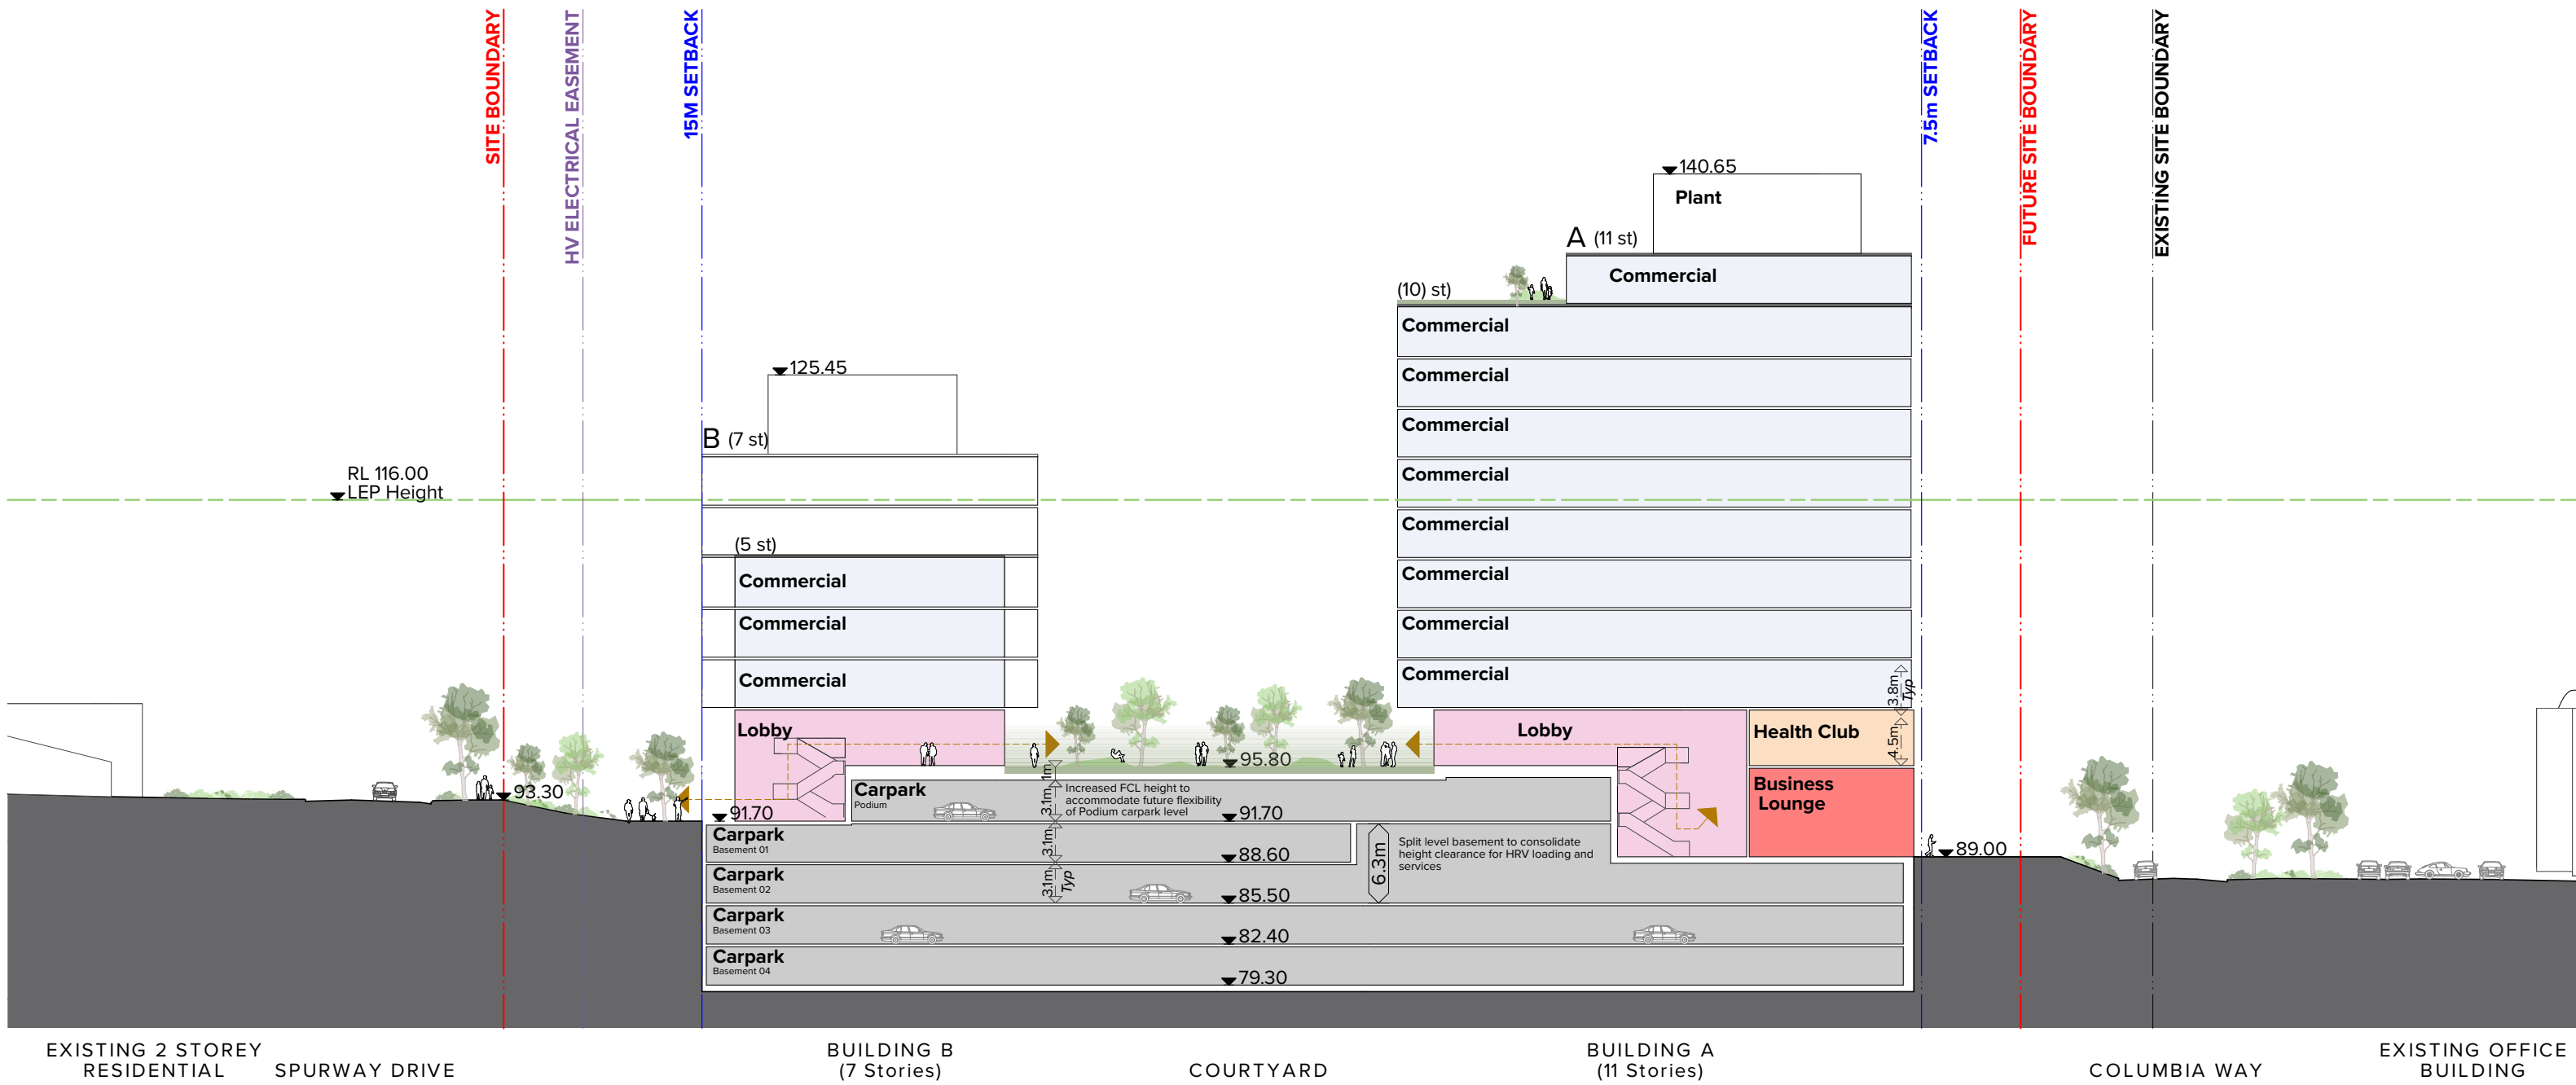 SITE BOUNDARY
HV ELECTRICAL EASEMENT
15M SETBACK
7.5m SETBACK
FUTURE SITE BOUNDARY
EXISTING SITE BOUNDARY
140.65
Plant
A (11 st)
Commercial
(10) st)
Commercial
Commercial
Commercial
Commercial
Commercial
Commercial
Commercial
Commercial
125.45
B (7 st)
RL 116.00
LEP Height
(5 st)
Commercial
Commercial
Commercial
3.8m
Typ
Lobby
Lobby
Health Club
4.5m
95.80
Business
Lounge
93.30
91.70
Carpark
Podium
1m
3.1m
Increased FCL height to
accommodate future flexibility
of Podium carpark level
91.70
Carpark
Basement 01
3.1m
88.60
6.3m
Split level basement to consolidate
height clearance for HRV loading and
services
89.00
Carpark
Basement 02
3.1m
Typ
85.50
Carpark
Basement 03
82.40
Carpark
Basement 04
79.30
EXISTING 2 STOREY
RESIDENTIAL
SPURWAY DRIVE
BUILDING B
(7 Stories)
COURTYARD
BUILDING A
(11 Stories)
COLUMBIA WAY
EXISTING OFFICE
BUILDING